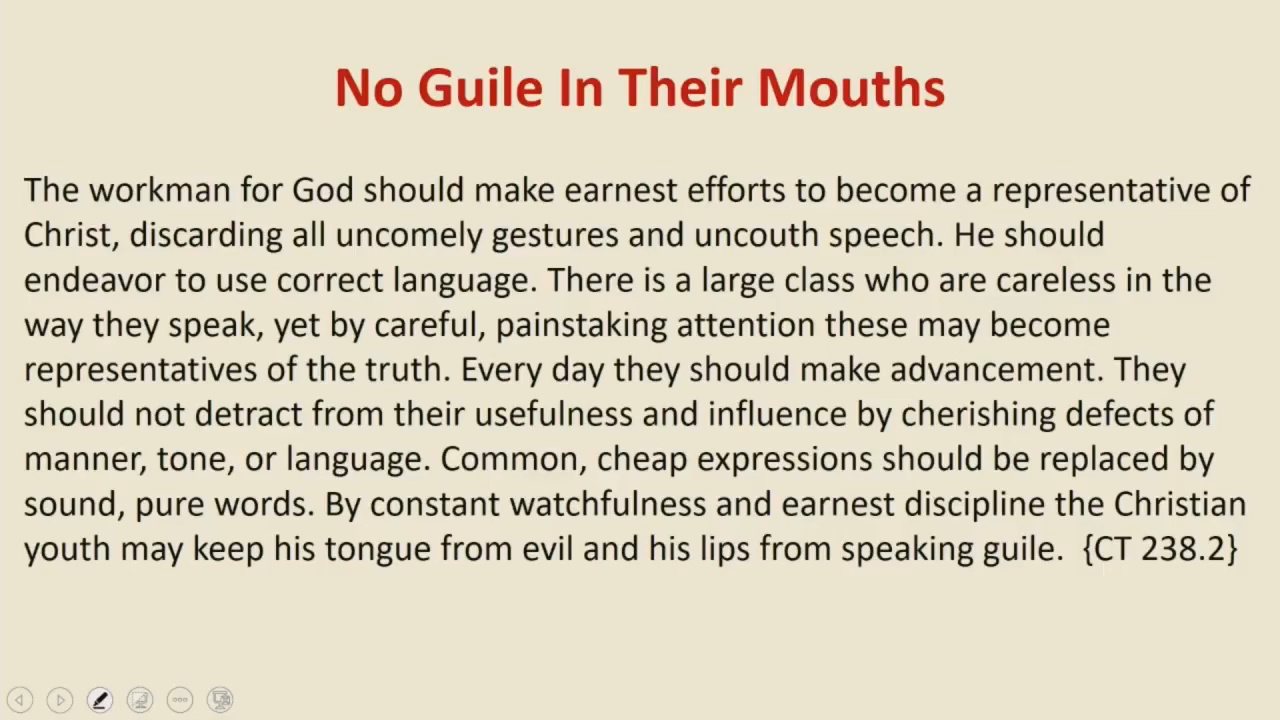 No Guile In Their Mouths
The workman for God should make earnest efforts to become a representative of
Christ, discarding all uncomely gestures and uncouth speech. He should
endeavor to use correct language. There is a large class who are careless in the
way they speak, yet by careful, painstaking attention these may become
representatives of the truth. Every day they should make advancement. They
should not detract from their usefulness and influence by cherishing defects of
manner, tone, or language. Common, cheap expressions should be replaced by
sound, pure words. By constant watchfulness and earnest discipline the Christian
youth may keep his tongue from evil and his lips from speaking guile.  {CT 238.2}